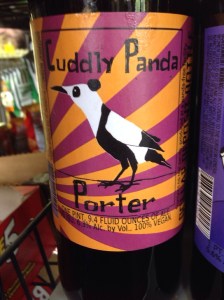 Cuddly Panda
Porter
PINT, 9.4 FLUID OUNCES
% Alc. by Vol., 100% VEGAN